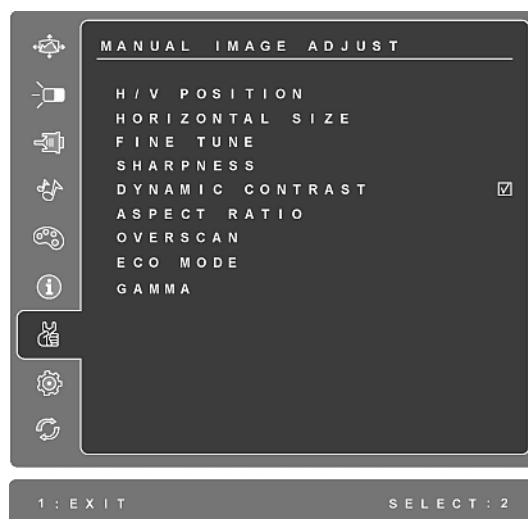 MANUAL IMAGE ADJUST
H/V POSITION
HORIZONTAL SIZE
FINE TUNE
SHARPNESS
DYNAMIC CONTRAST
ASPECT RATIO
OVERSCAN
ECO MODE
GAMMA
1:EXIT SELECT:2